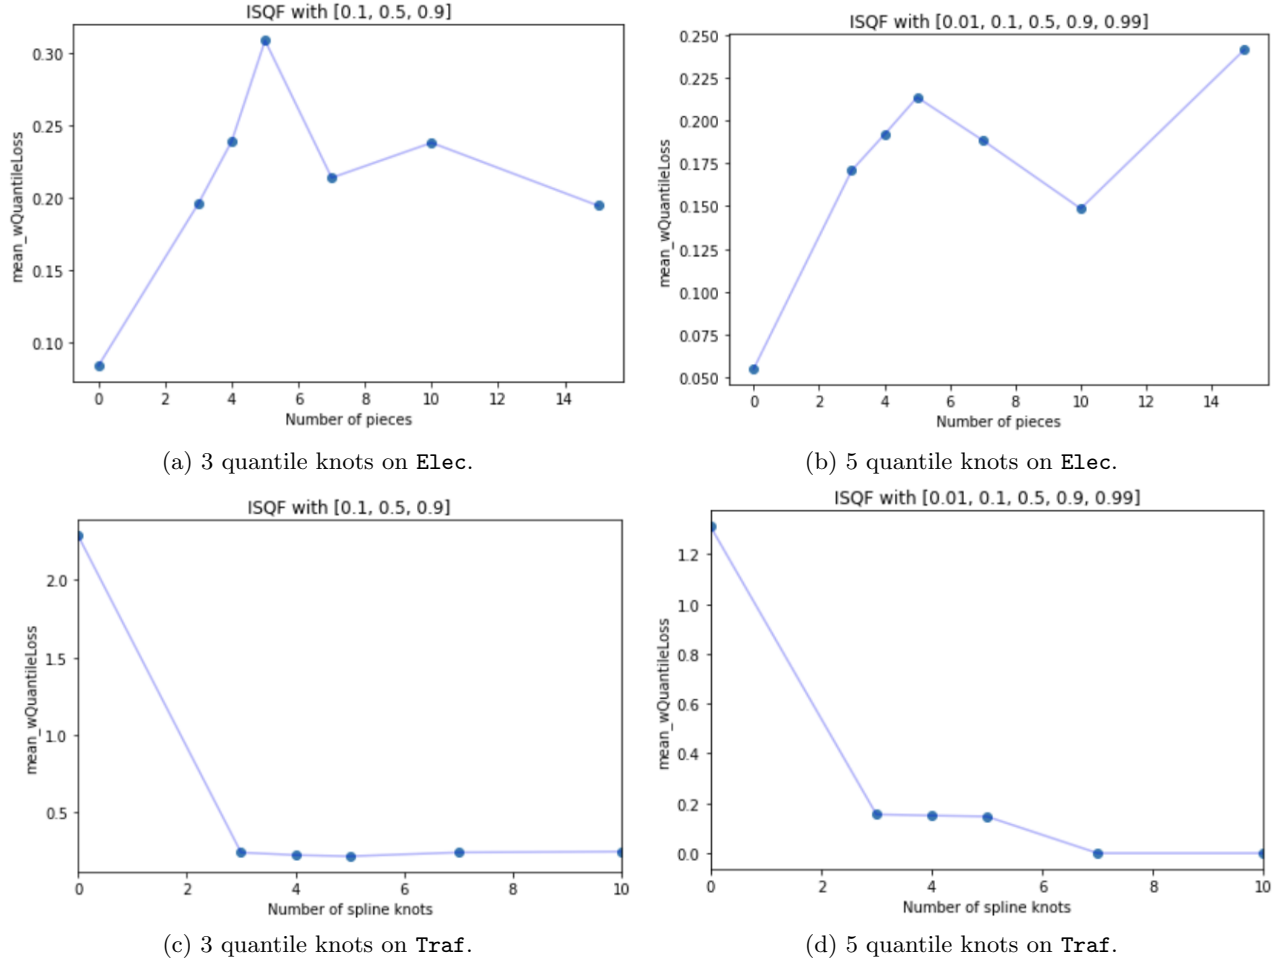 ISQF with [0.1, 0.5, 0.9]
0.30
0.25
0.20
0.15
0.10
mean_wQuantileLoss
0 2 4 6 8 10 12 14
Number of pieces
(a) 3 quantile knots on Elec.
ISQF with [0.01, 0.1, 0.5, 0.9, 0.99]
0.250
0.225
0.200
0.175
0.150
0.125
0.100
0.075
0.050
mean_wQuantileLoss
0 2 4 6 8 10 12 14
Number of pieces
(b) 5 quantile knots on Elec.
ISQF with [0.1, 0.5, 0.9]
2.0
1.5
1.0
0.5
mean_wQuantileLoss
0 2 4 6 8 10
Number of spline knots
(c) 3 quantile knots on Traf.
ISQF with [0.01, 0.1, 0.5, 0.9, 0.99]
1.2
1.0
0.8
0.6
0.4
0.2
0.0
mean_wQuantileLoss
0 2 4 6 8 10
Number of spline knots
(d) 5 quantile knots on Traf.